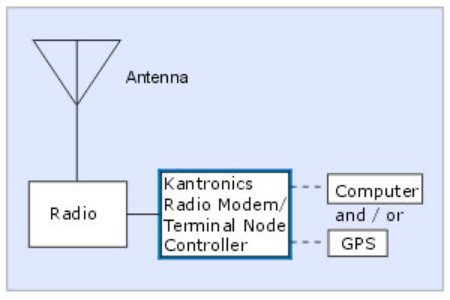 Antenna
Radio
Kantronics
Radio Modem/
Terminal Node
Controller
Computer
and / or
GPS